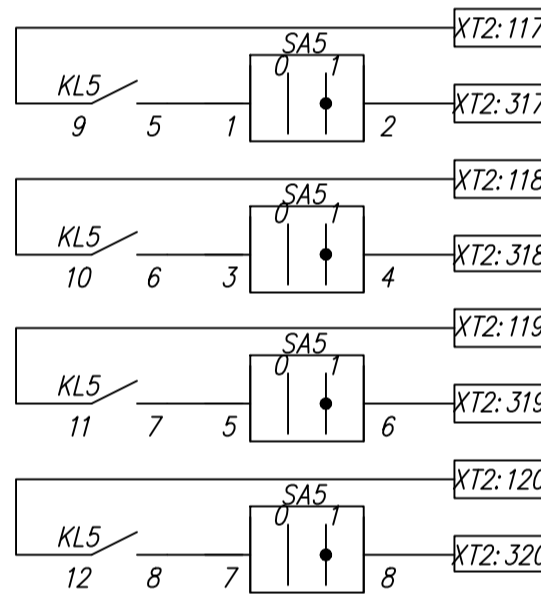 XT2:117
SA5
0 1
KL5
XT2:317
9 5 1 2
XT2:118
SA5
0 1
KL5
XT2:318
10 6 3 4
XT2:119
SA5
0 1
KL5
XT2:319
11 7 5 6
XT2:120
SA5
0 1
KL5
XT2:320
12 8 7 8